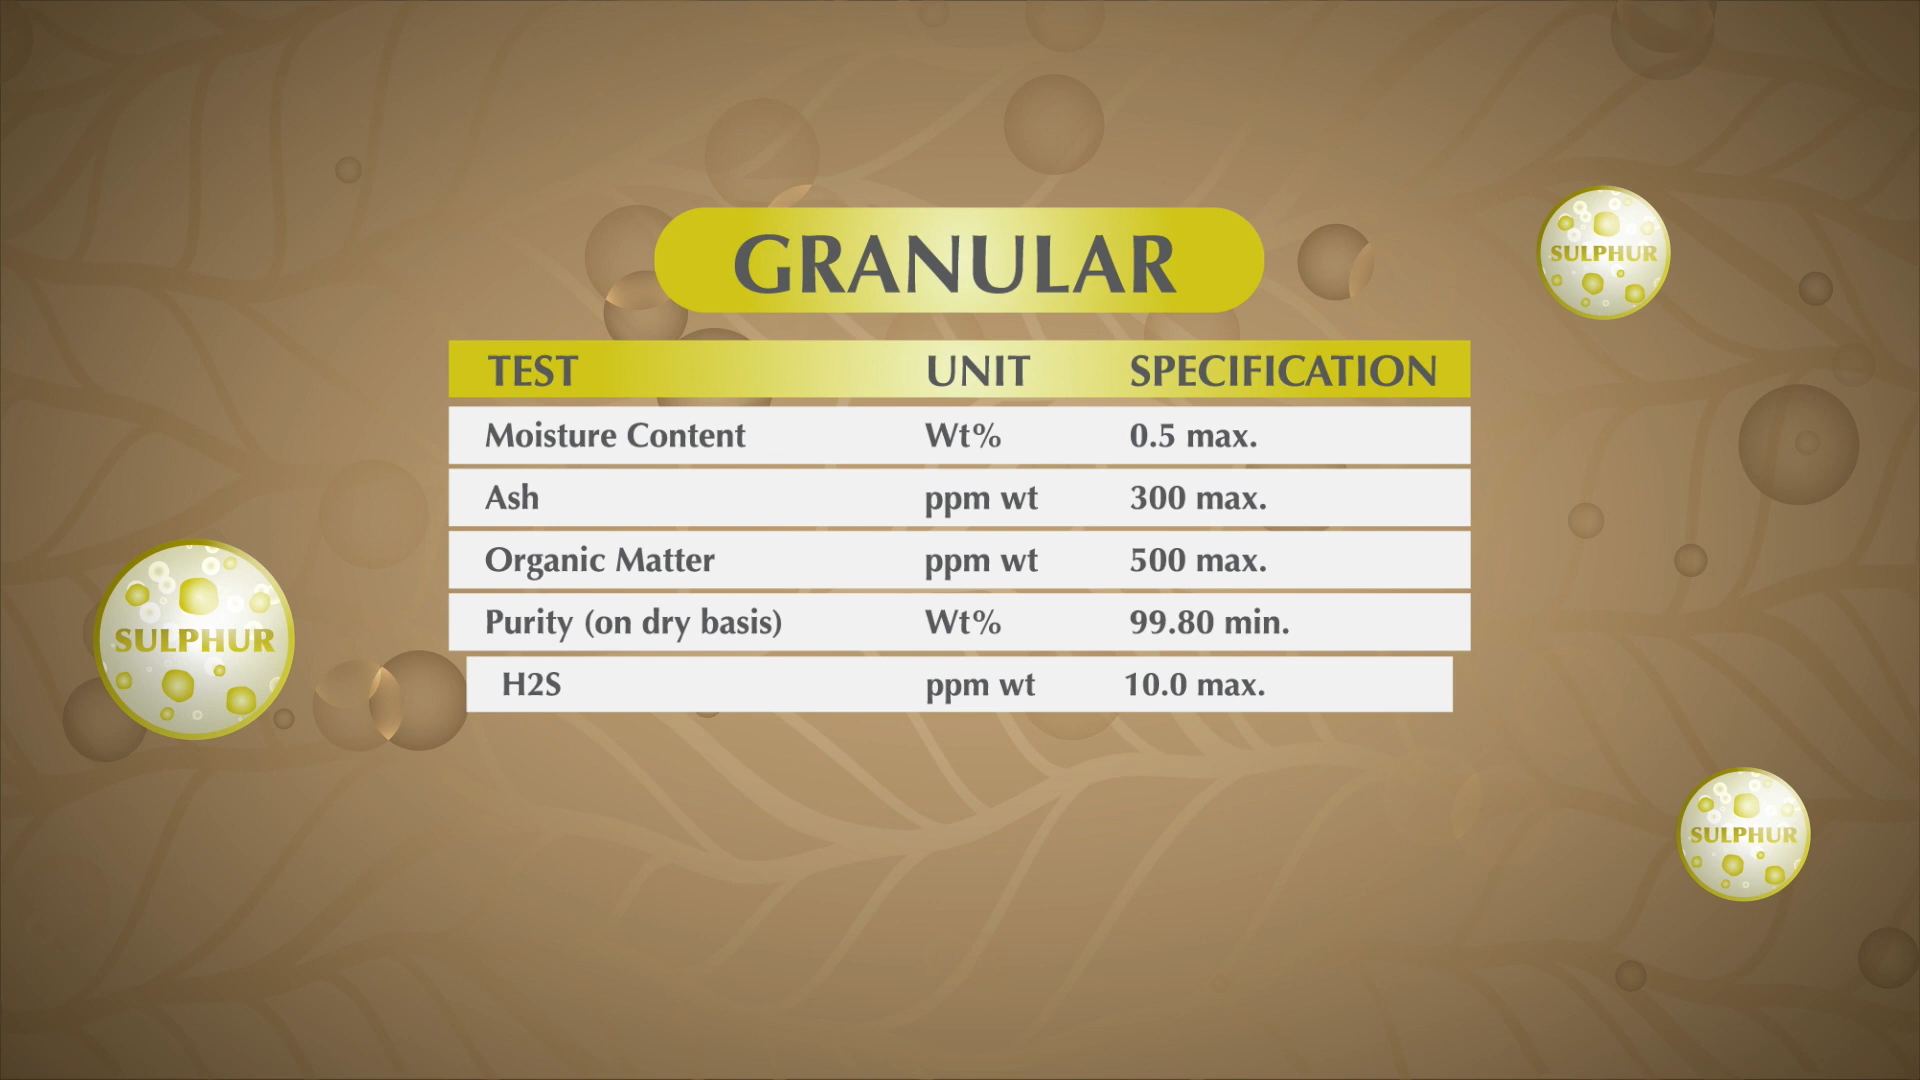 GRANULAR
TEST UNIT SPECIFICATION
Moisture Content Wt% 0.5 max.
Ash ppm wt 300 max.
Organic Matter ppm wt 500 max.
Purity (on dry basis) Wt% 99.80 min.
H2S ppm wt 10.0 max.
SULPHUR
SULPHUR
SULPHUR